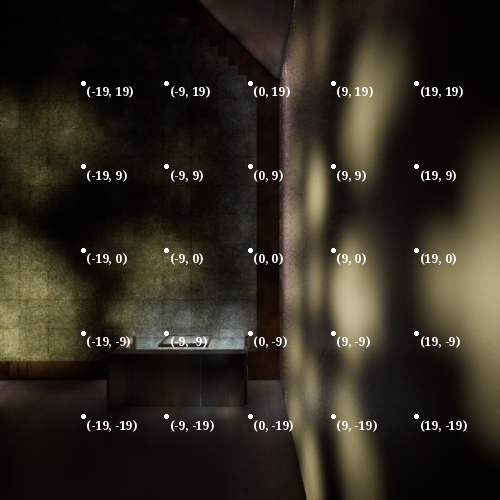 (-19, 19) (-9, 19) (0, 19) (9, 19) (19, 19)
(-19, 9) (-9, 9) (0, 9) (9, 9) (19, 9)
(-19, 0) (-9, 0) (0, 0) (9, 0) (19, 0)
(-19, -9) (-9, -9) (0, -9) (9, -9) (19, -9)
(-19, -19) (-9, -19) (0, -19) (9, -19) (19, -19)